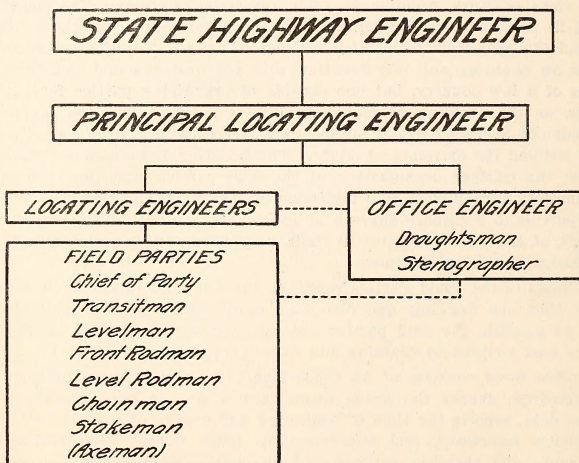 STATE HIGHWAY ENGINEER
PRINCIPAL LOCATING ENGINEER
LOCATING ENGINEERS
OFFICE ENGINEER
Draughtsman
Stenographer
FIELD PARTIES
Chief of Party
Transitman
Levelman
Front Rodman
Level Rodman
Chainman
Stakeman
(Axeman)